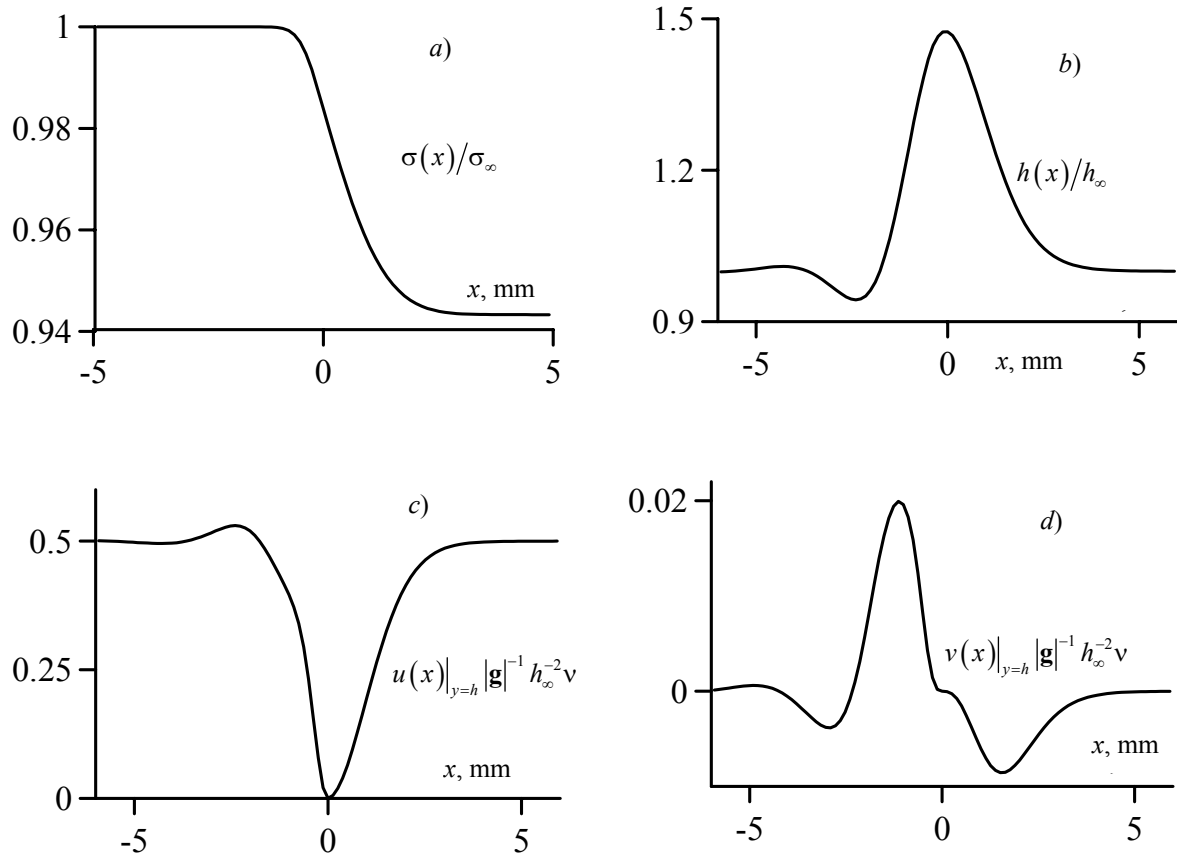 1
0.98
0.96
0.94
-5 0 5
a)
σ(x)/σ∞
x, mm
1.5
1.2
0.9
-5 0 5
b)
h(x)/h∞
x, mm
0.5
0.25
0
-5 0 5
c)
u(x)|y=h |g|⁻¹ h∞⁻² ν
x, mm
0.02
0
-5 0 5
d)
v(x)|y=h |g|⁻¹ h∞⁻² ν
x, mm